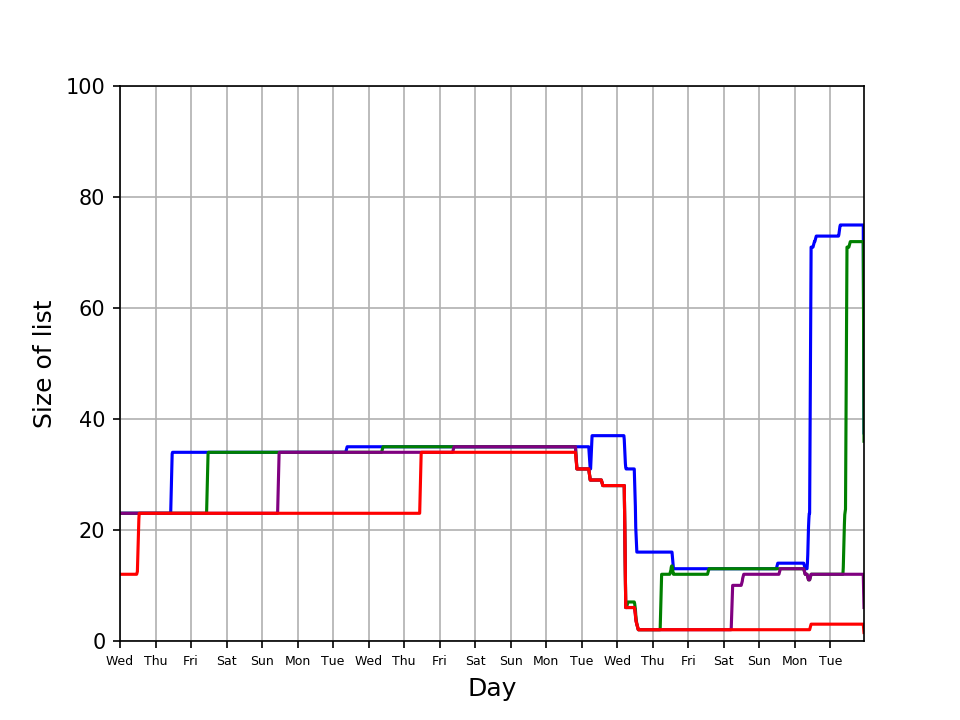 100
80
60
40
20
0
Size of list
Wed Thu Fri Sat Sun Mon Tue Wed Thu Fri Sat Sun Mon Tue Wed Thu Fri Sat Sun Mon Tue
Day